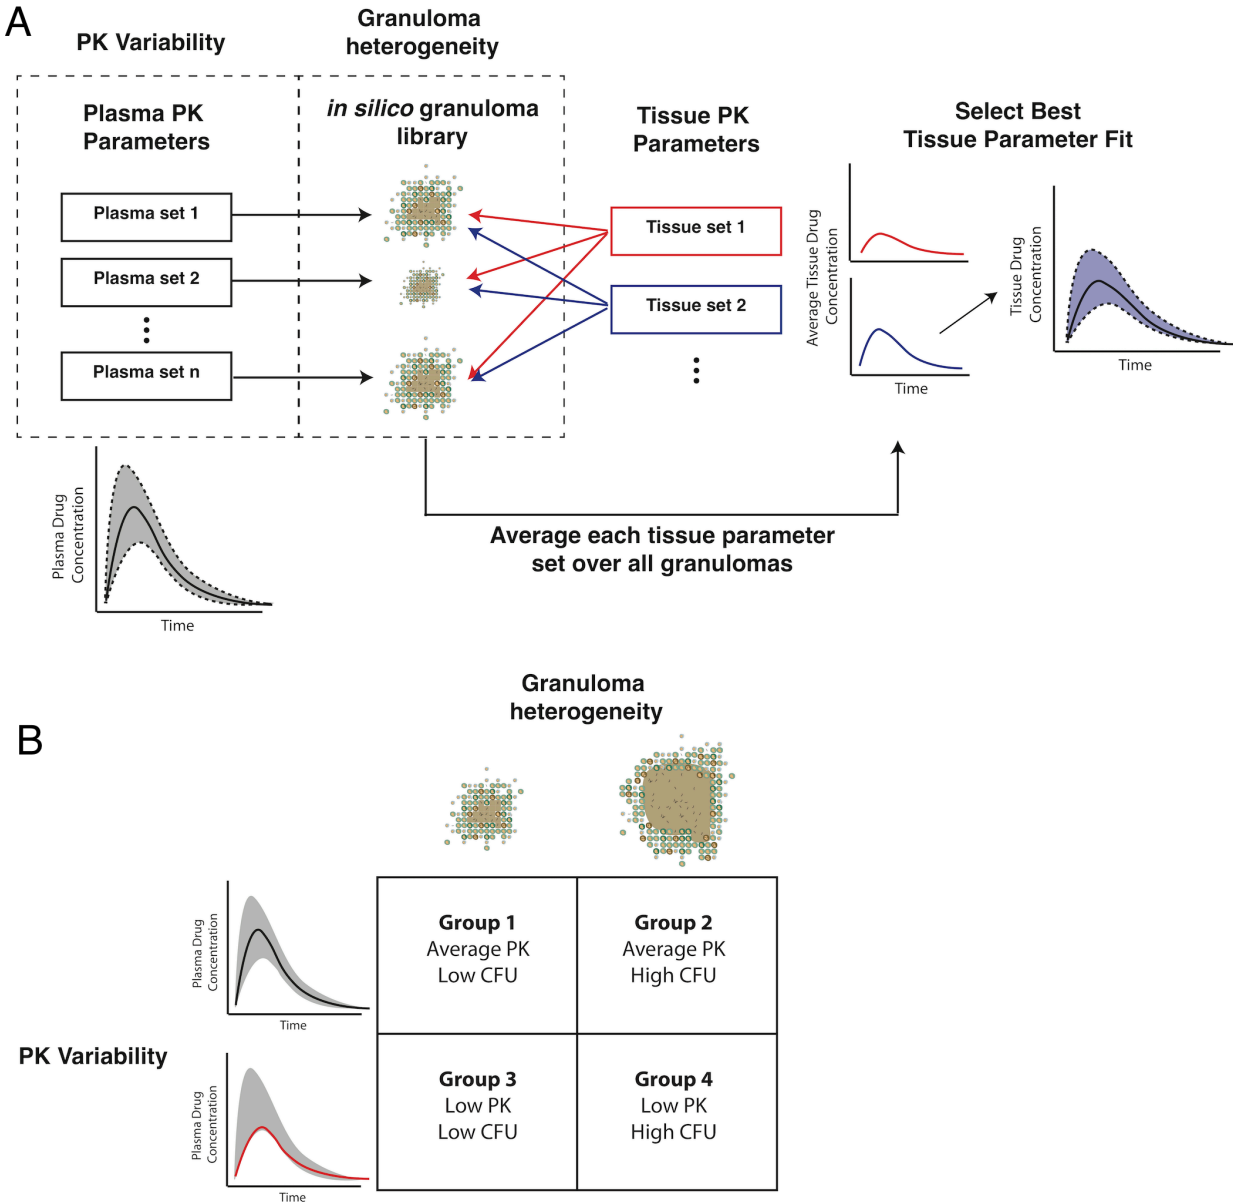 A
PK Variability
Granuloma
heterogeneity
Plasma PK
Parameters
in silico granuloma
library
Tissue PK
Parameters
Select Best
Tissue Parameter Fit
Plasma set 1
Plasma set 2
Plasma set n
Tissue set 1
Tissue set 2
Average Tissue Drug
Concentration
Time
Tissue Drug
Concentration
Time
Plasma Drug
Concentration
Time
Average each tissue parameter
set over all granulomas
B
Granuloma
heterogeneity
PK Variability
Plasma Drug
Concentration
Time
Group 1
Average PK
Low CFU
Group 2
Average PK
High CFU
Plasma Drug
Concentration
Time
Group 3
Low PK
Low CFU
Group 4
Low PK
High CFU